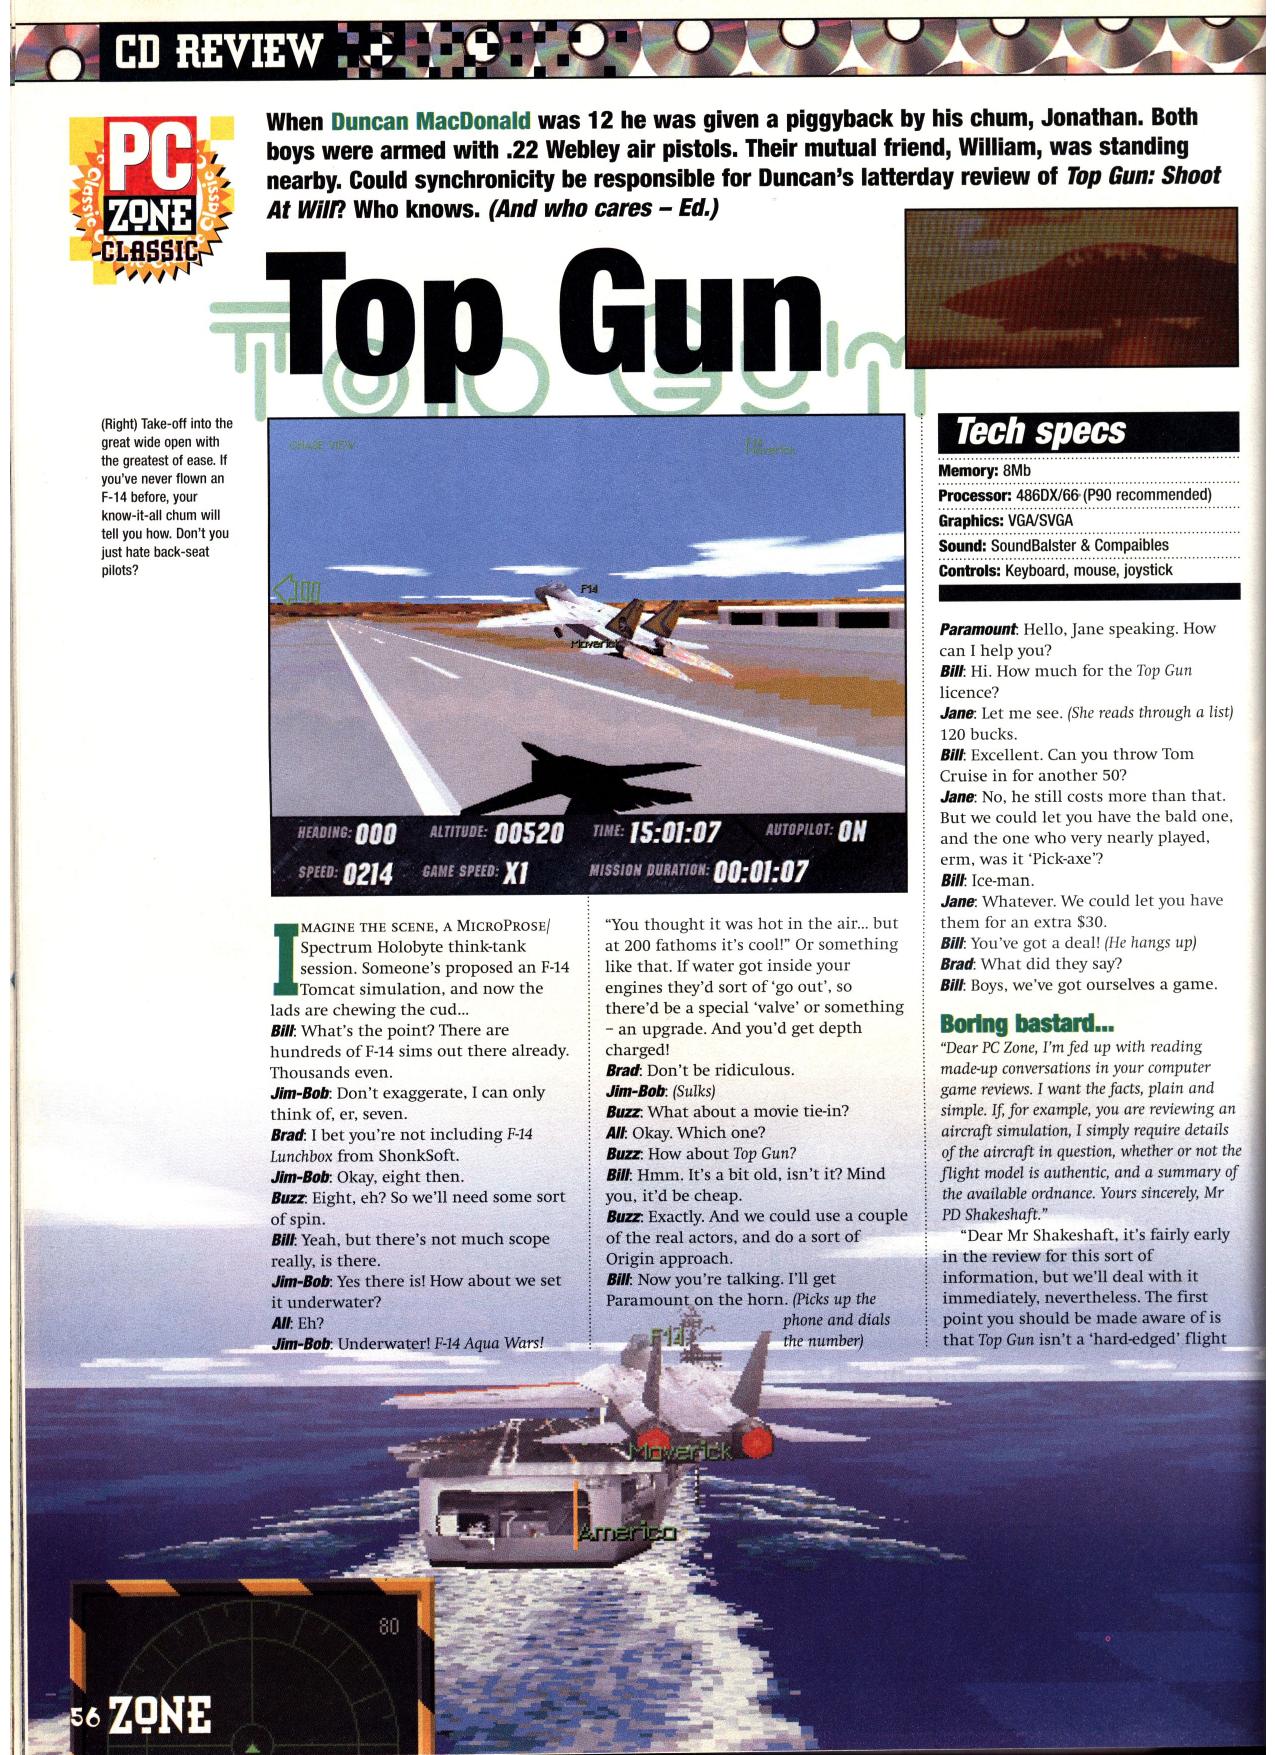 CD REVIEW
PC
ZONE
CLASSIC
When Duncan MacDonald was 12 he was given a piggyback by his chum, Jonathan. Both
boys were armed with .22 Webley air pistols. Their mutual friend, William, was standing
nearby. Could synchronicity be responsible for Duncan's latterday review of Top Gun: Shoot
At Will? Who knows. (And who cares – Ed.)
Top Gun
Top Gun
(Right) Take-off into the
great wide open with
the greatest of ease. If
you've never flown an
F-14 before, your
know-it-all chum will
tell you how. Don't you
just hate back-seat
pilots?
CHASE VIEW
F14
Maverick
F14
Maverick
HEADING: 000 ALTITUDE: 00520 TIME: 15:01:07 AUTOPILOT: ON
SPEED: 0214 GAME SPEED: X1 MISSION DURATION: 00:01:07
IMAGINE THE SCENE, A MICROPROSE/
Spectrum Holobyte think-tank
session. Someone's proposed an F-14
Tomcat simulation, and now the
lads are chewing the cud...
Bill: What's the point? There are
hundreds of F-14 sims out there already.
Thousands even.
Jim-Bob: Don't exaggerate, I can only
think of, er, seven.
Brad: I bet you're not including F-14
Lunchbox from ShonkSoft.
Jim-Bob: Okay, eight then.
Buzz: Eight, eh? So we'll need some sort
of spin.
Bill: Yeah, but there's not much scope
really, is there.
Jim-Bob: Yes there is! How about we set
it underwater?
All: Eh?
Jim-Bob: Underwater! F-14 Aqua Wars!
"You thought it was hot in the air... but
at 200 fathoms it's cool!" Or something
like that. If water got inside your
engines they'd sort of 'go out', so
there'd be a special 'valve' or something
– an upgrade. And you'd get depth
charged!
Brad: Don't be ridiculous.
Jim-Bob: (Sulks)
Buzz: What about a movie tie-in?
All: Okay. Which one?
Buzz: How about Top Gun?
Bill: Hmm. It's a bit old, isn't it? Mind
you, it'd be cheap.
Buzz: Exactly. And we could use a couple
of the real actors, and do a sort of
Origin approach.
Bill: Now you're talking. I'll get
Paramount on the horn. (Picks up the
phone and dials
the number)
Tech specs
Memory: 8Mb
Processor: 486DX/66 (P90 recommended)
Graphics: VGA/SVGA
Sound: SoundBalster & Compaibles
Controls: Keyboard, mouse, joystick
Paramount: Hello, Jane speaking. How
can I help you?
Bill: Hi. How much for the Top Gun
licence?
Jane: Let me see. (She reads through a list)
120 bucks.
Bill: Excellent. Can you throw Tom
Cruise in for another 50?
Jane: No, he still costs more than that.
But we could let you have the bald one,
and the one who very nearly played,
erm, was it 'Pick-axe'?
Bill: Ice-man.
Jane: Whatever. We could let you have
them for an extra $30.
Bill: You've got a deal! (He hangs up)
Brad: What did they say?
Bill: Boys, we've got ourselves a game.
Boring bastard...
"Dear PC Zone, I'm fed up with reading
made-up conversations in your computer
game reviews. I want the facts, plain and
simple. If, for example, you are reviewing an
aircraft simulation, I simply require details
of the aircraft in question, whether or not the
flight model is authentic, and a summary of
the available ordnance. Yours sincerely, Mr
PD Shakeshaft."
"Dear Mr Shakeshaft, it's fairly early
in the review for this sort of
information, but we'll deal with it
immediately, nevertheless. The first
point you should be made aware of is
that Top Gun isn't a 'hard-edged' flight
F14
Maverick
America
80
56 ZONE